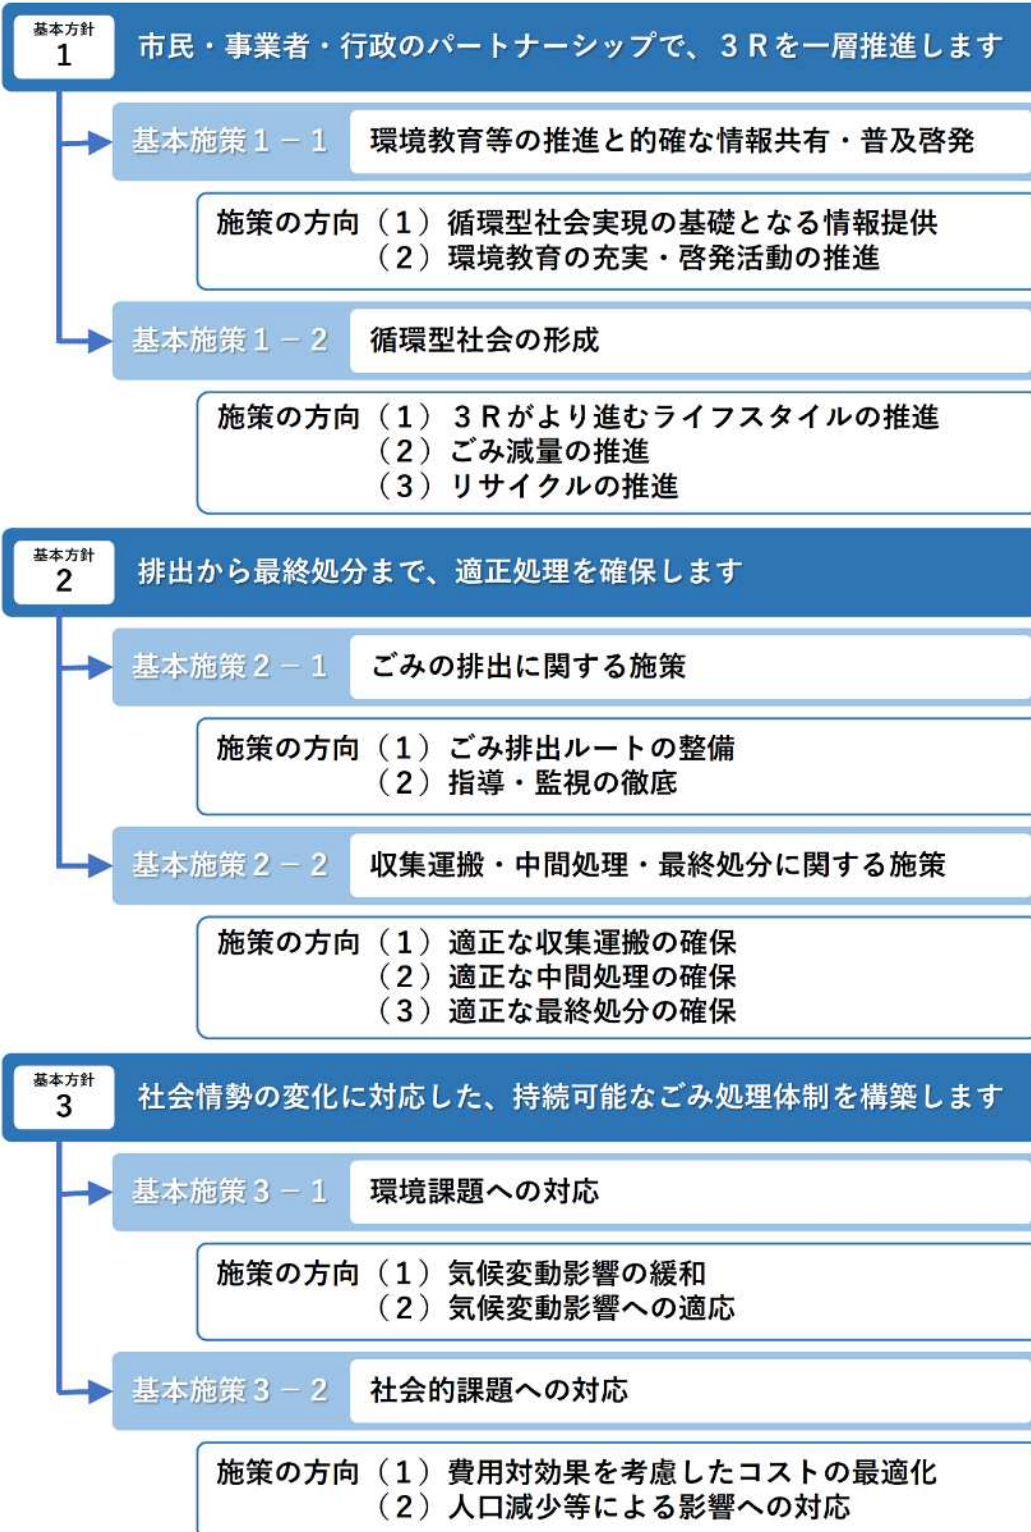 基本方針
1
市民・事業者・行政のパートナーシップで、３Ｒを一層推進します
基本施策１－１
環境教育等の推進と的確な情報共有・普及啓発
施策の方向（１）循環型社会実現の基礎となる情報提供
（２）環境教育の充実・啓発活動の推進
基本施策１－２
循環型社会の形成
施策の方向（１）３Ｒがより進むライフスタイルの推進
（２）ごみ減量の推進
（３）リサイクルの推進
基本方針
2
排出から最終処分まで、適正処理を確保します
基本施策２－１
ごみの排出に関する施策
施策の方向（１）ごみ排出ルートの整備
（２）指導・監視の徹底
基本施策２－２
収集運搬・中間処理・最終処分に関する施策
施策の方向（１）適正な収集運搬の確保
（２）適正な中間処理の確保
（３）適正な最終処分の確保
基本方針
3
社会情勢の変化に対応した、持続可能なごみ処理体制を構築します
基本施策３－１
環境課題への対応
施策の方向（１）気候変動影響の緩和
（２）気候変動影響への適応
基本施策３－２
社会的課題への対応
施策の方向（１）費用対効果を考慮したコストの最適化
（２）人口減少等による影響への対応